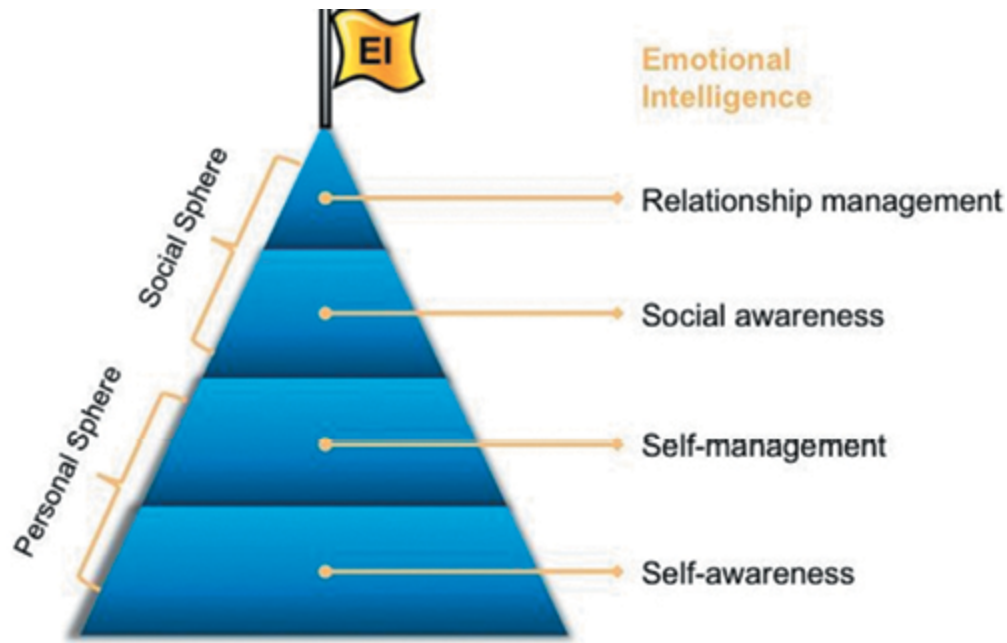 EI
Emotional
Intelligence
Social Sphere
Relationship management
Social awareness
Personal Sphere
Self-management
Self-awareness